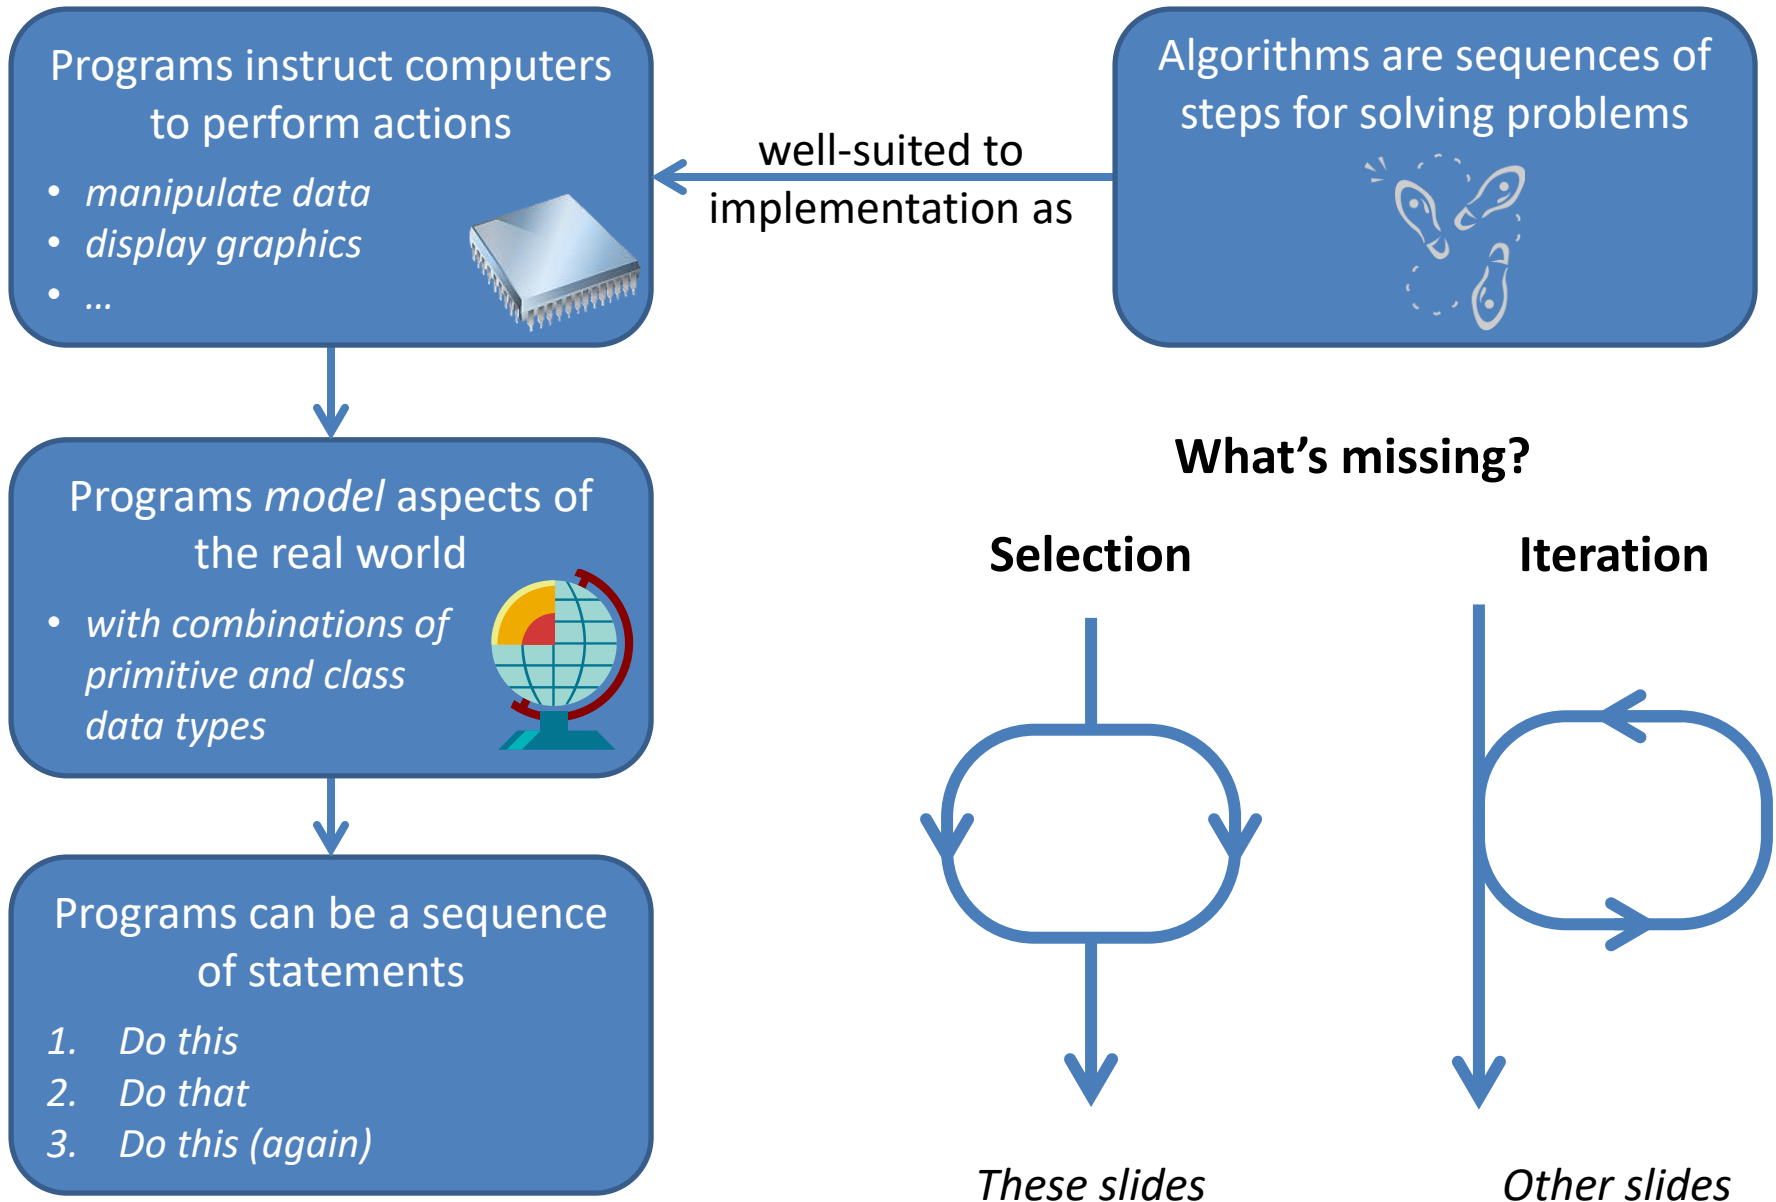 Programs instruct computers
to perform actions
• manipulate data
• display graphics
• ...
well-suited to
implementation as
Algorithms are sequences of
steps for solving problems
Programs model aspects of
the real world
• with combinations of
primitive and class
data types
Programs can be a sequence
of statements
1. Do this
2. Do that
3. Do this (again)
What’s missing?
Selection
Iteration
These slides
Other slides